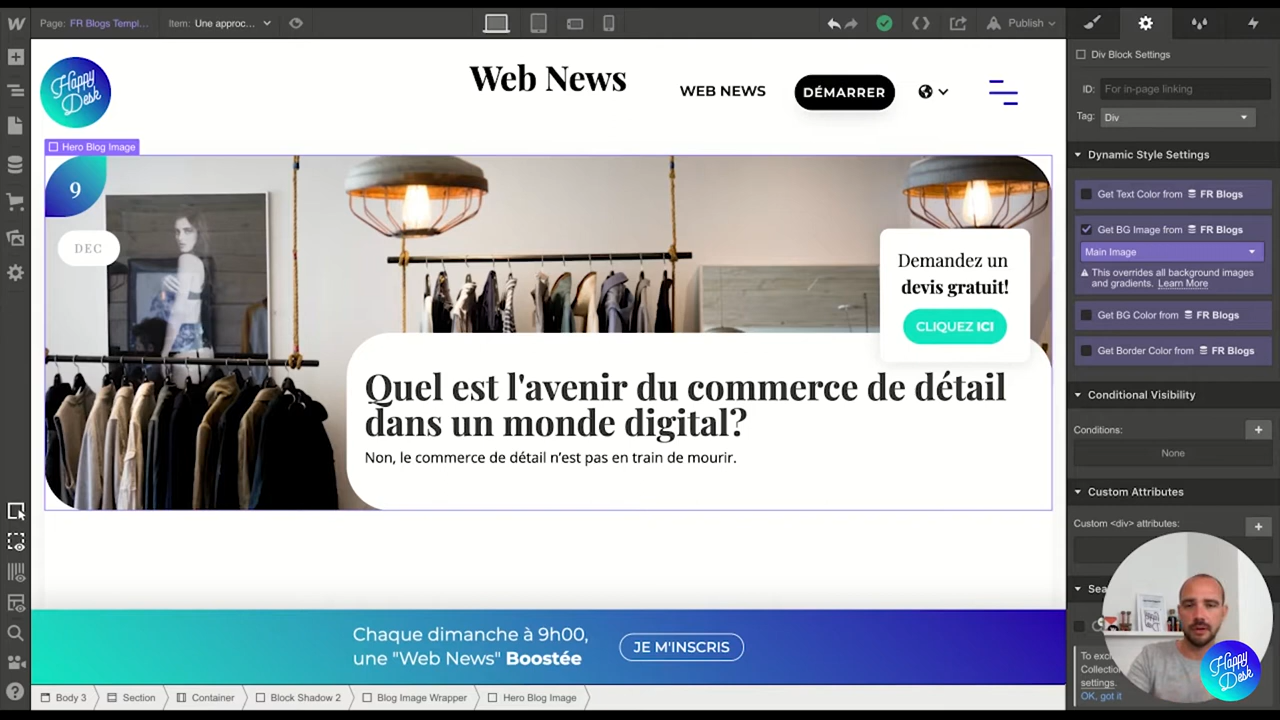 Page: FR Blogs Templ...
Item: Une approc...
Publish
Happy
Desk
Web News
WEB NEWS
DÉMARRER
Hero Blog Image
9
DEC
Demandez un
devis gratuit!
CLIQUEZ ICI
Quel est l'avenir du commerce de détail
dans un monde digital?
Non, le commerce de détail n'est pas en train de mourir.
Chaque dimanche à 9h00,
une "Web News" Boostée
JE M'INSCRIS
Body 3
Section
Container
Block Shadow 2
Blog Image Wrapper
Hero Blog Image
Div Block Settings
ID: For in-page linking
Tag: Div
Dynamic Style Settings
Get Text Color from FR Blogs
Get BG Image from FR Blogs
Main Image
This overrides all background images
and gradients. Learn More
Get BG Color from FR Blogs
Get Border Color from FR Blogs
Conditional Visibility
Conditions:
None
Custom Attributes
Custom <div> attributes:
To
settings.
OK, got it
Happy
Desk